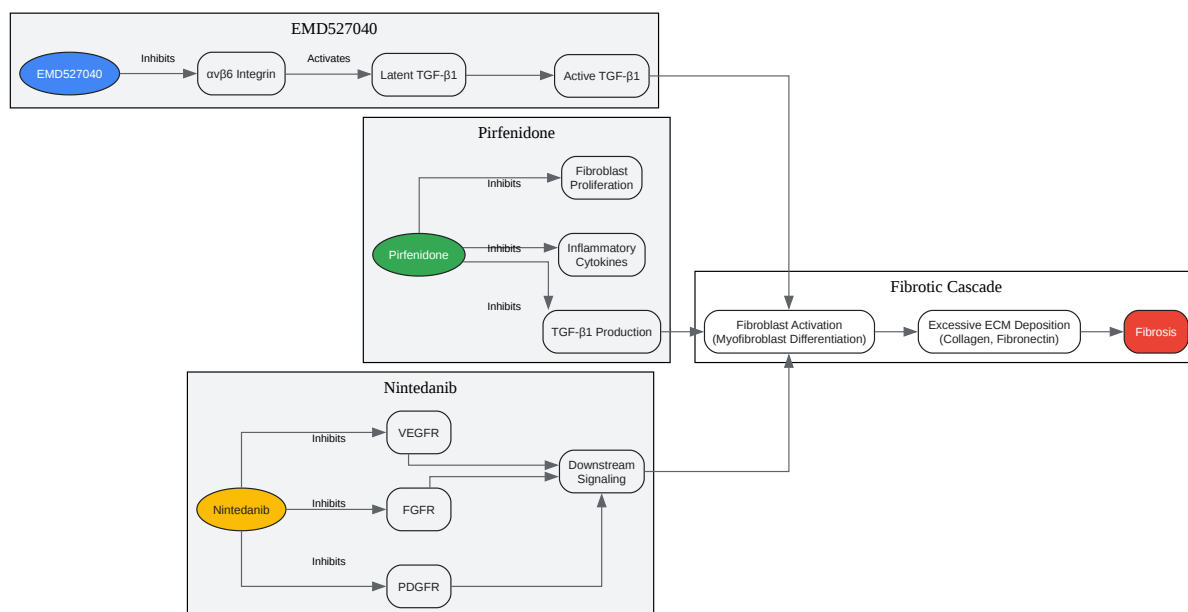 EMD527040
EMD527040
Inhibits
αvβ6 Integrin
Activates
Latent TGF-β1
Active TGF-β1
Pirfenidone
Pirfenidone
Inhibits
Fibroblast
Proliferation
Inhibits
Inflammatory
Cytokines
Inhibits
TGF-β1 Production
Fibrotic Cascade
Fibroblast Activation
(Myofibroblast Differentiation)
Excessive ECM Deposition
(Collagen, Fibronectin)
Fibrosis
Nintedanib
Nintedanib
Inhibits
VEGFR
Inhibits
FGFR
Inhibits
PDGFR
Downstream
Signaling